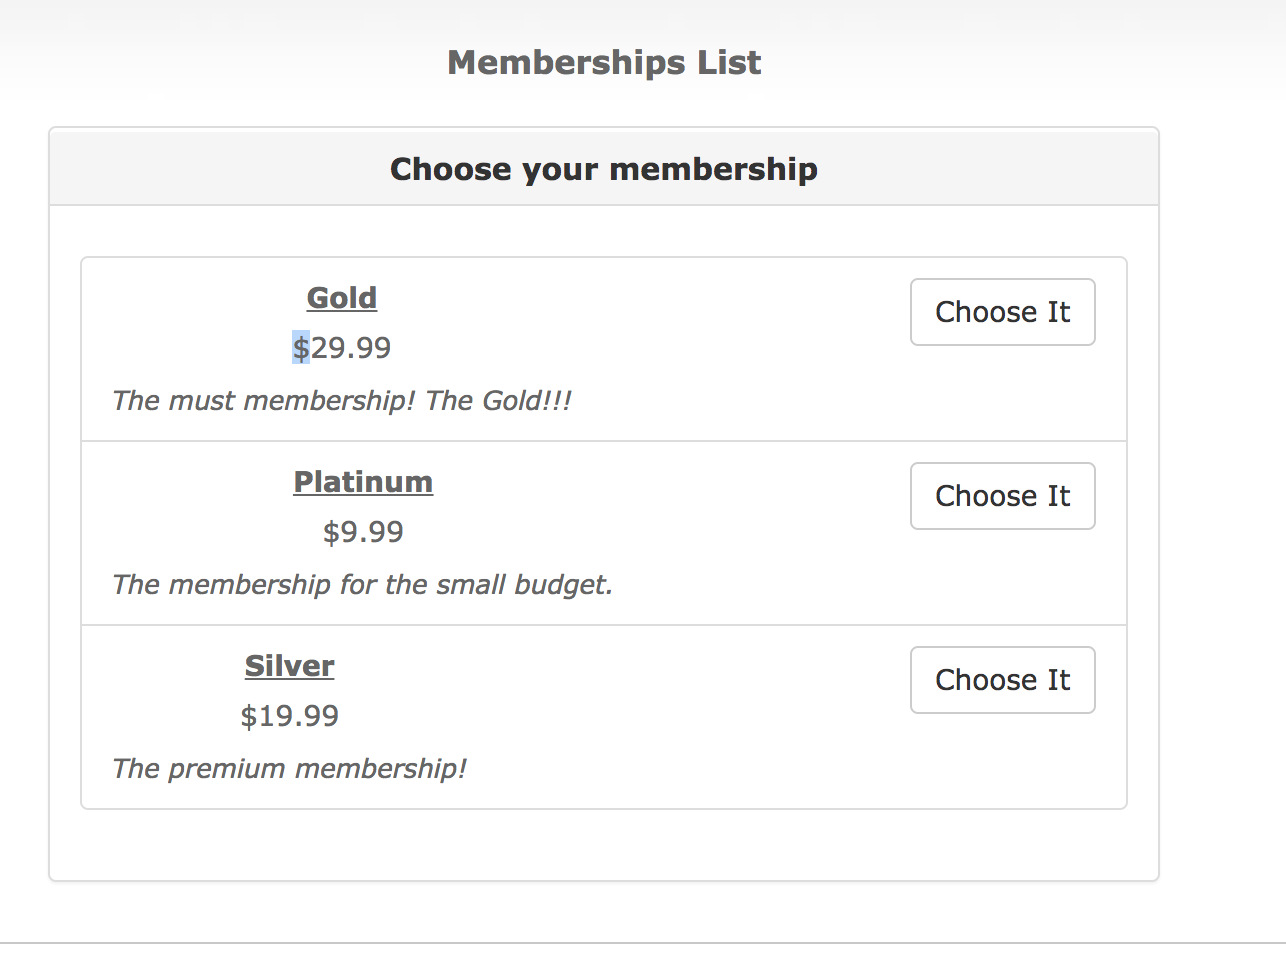 Memberships List
Choose your membership
Gold
Choose It
$29.99
The must membership! The Gold!!!
Platinum
Choose It
$9.99
The membership for the small budget.
Silver
Choose It
$19.99
The premium membership!